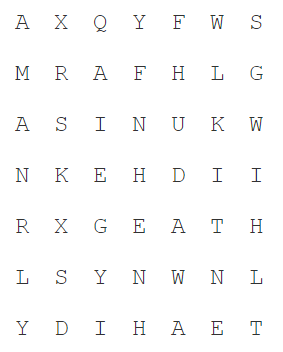 A X Q Y F W S
M R A F H L G
A S I N U K W
N K E H D I I
R X G E A T H
L S Y N W N L
Y D I H A E T